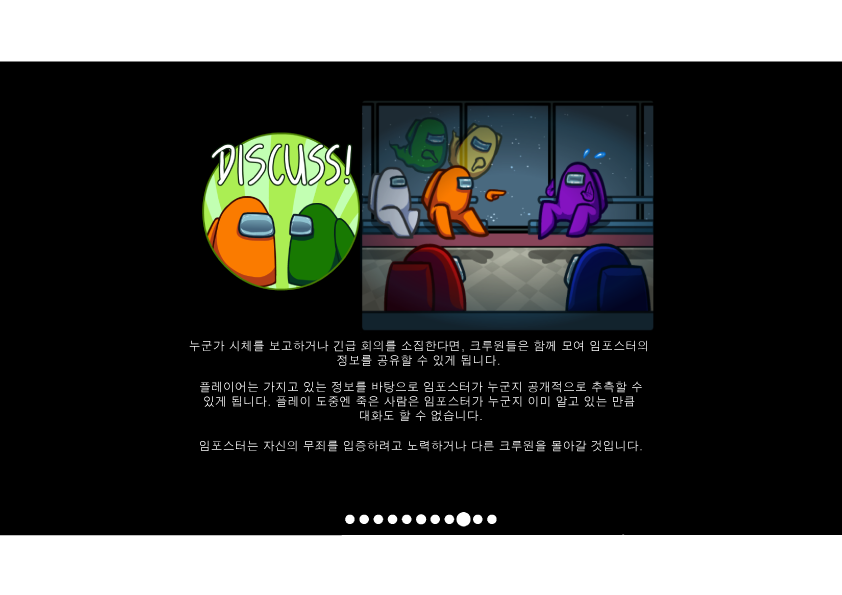 DISCUSS!
누군가 시체를 보고하거나 긴급 회의를 소집한다면, 크루원들은 함께 모여 임포스터의
정보를 공유할 수 있게 됩니다.
플레이어는 가지고 있는 정보를 바탕으로 임포스터가 누군지 공개적으로 추측할 수
있게 됩니다. 플레이 도중엔 죽은 사람은 임포스터가 누군지 이미 알고 있는 만큼
대화도 할 수 없습니다.
임포스터는 자신의 무죄를 입증하려고 노력하거나 다른 크루원을 몰아갈 것입니다.